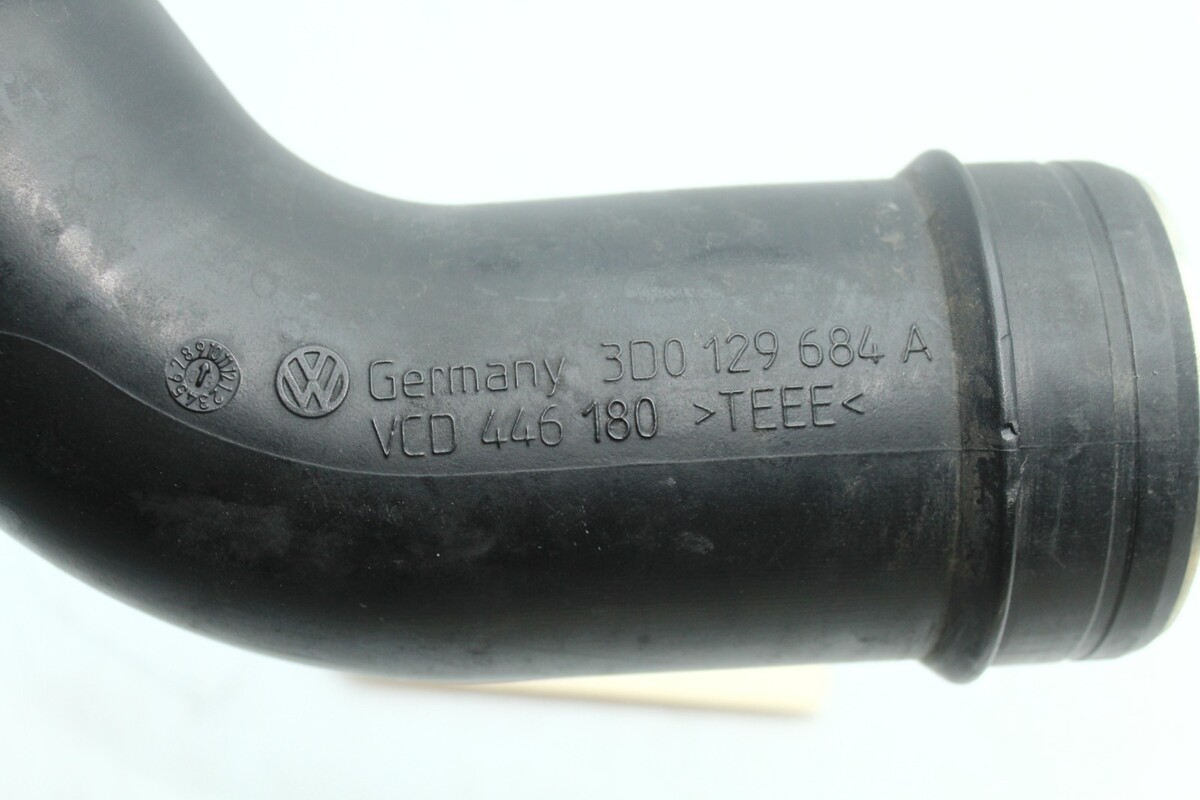 Germany 3D0 129 684 A
VCD 446 180 >TEEE<